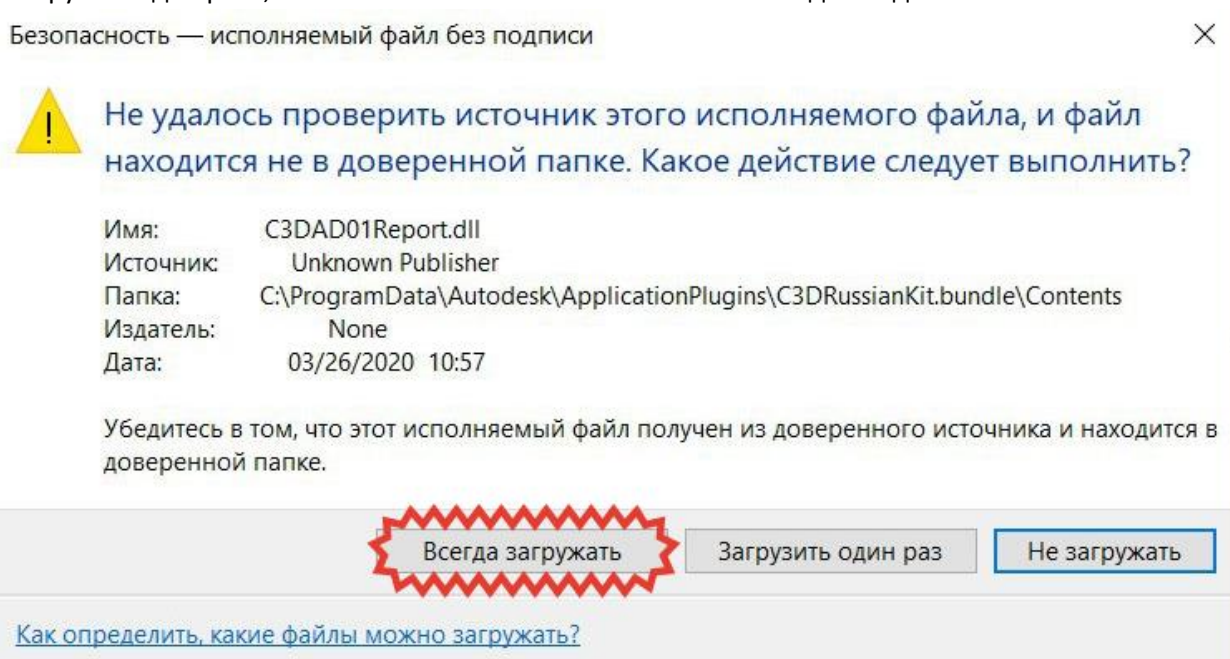 Безопасность — исполняемый файл без подписи
Не удалось проверить источник этого исполняемого файла, и файл
находится не в доверенной папке. Какое действие следует выполнить?
Имя: C3DAD01Report.dll
Источник: Unknown Publisher
Папка: C:\ProgramData\Autodesk\ApplicationPlugins\C3DRussianKit.bundle\Contents
Издатель: None
Дата: 03/26/2020 10:57
Убедитесь в том, что этот исполняемый файл получен из доверенного источника и находится в
доверенной папке.
Всегда загружать Загрузить один раз Не загружать
Как определить, какие файлы можно загружать?